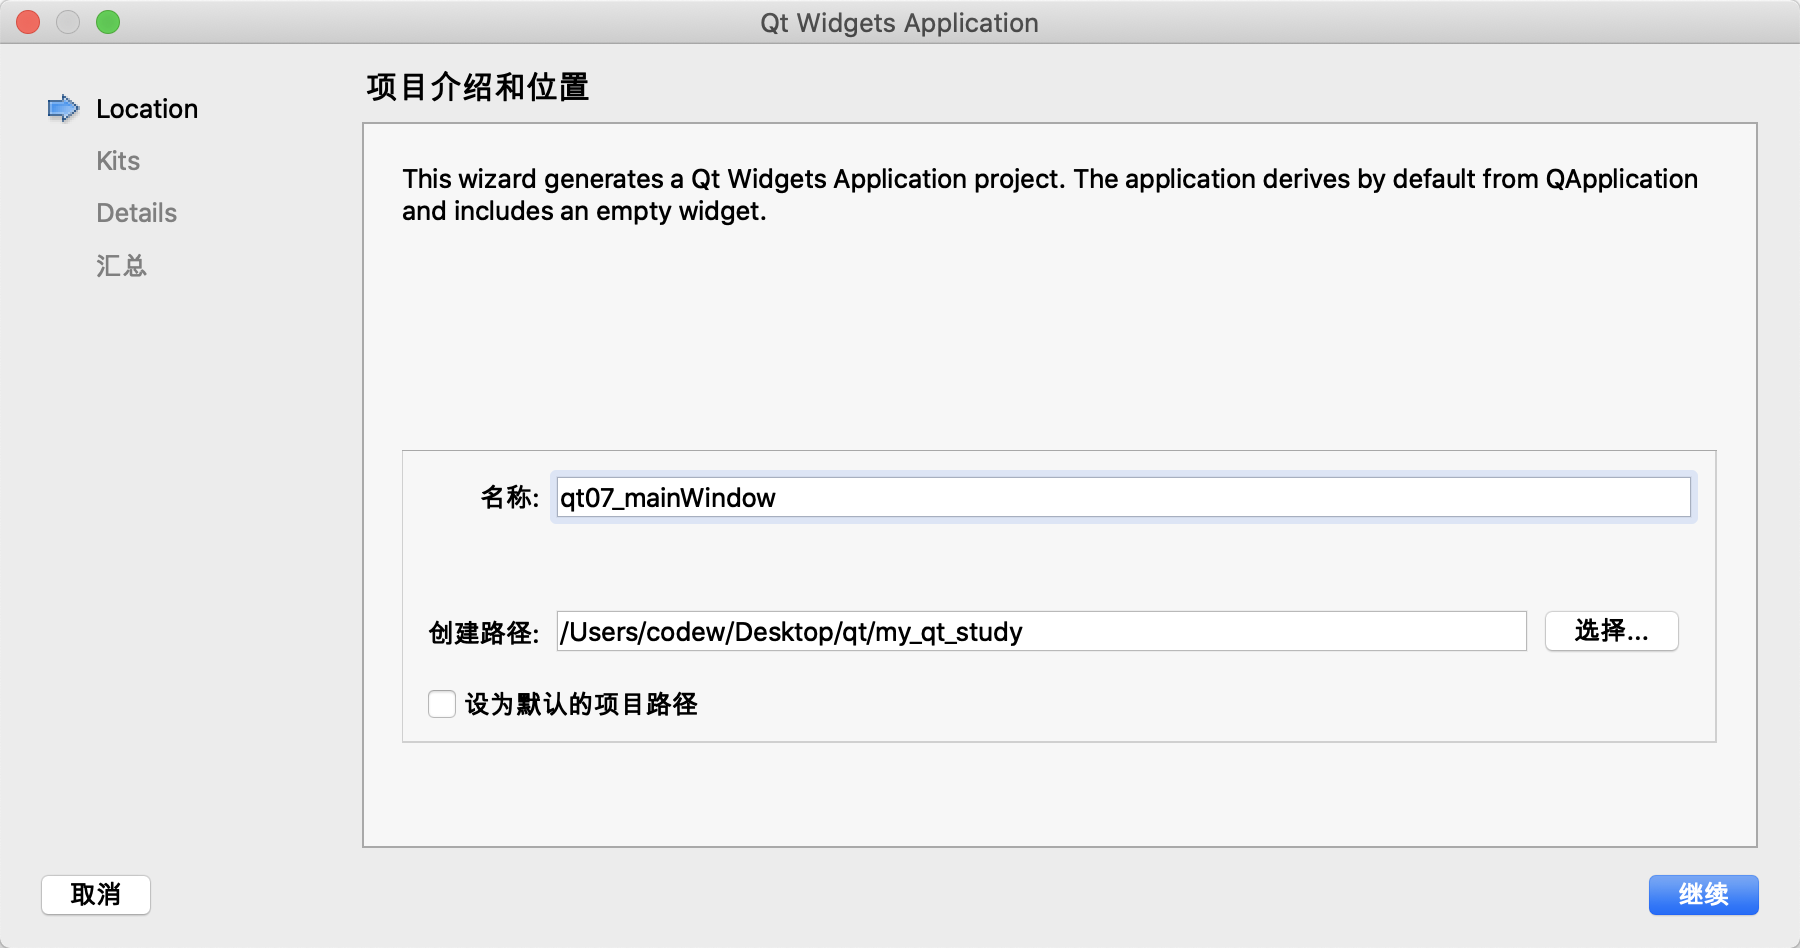 Qt Widgets Application
Location
Kits
Details
汇总
项目介绍和位置
This wizard generates a Qt Widgets Application project. The application derives by default from QApplication
and includes an empty widget.
名称: qt07_mainWindow
创建路径: /Users/codew/Desktop/qt/my_qt_study 选择...
设为默认的项目路径
取消 继续